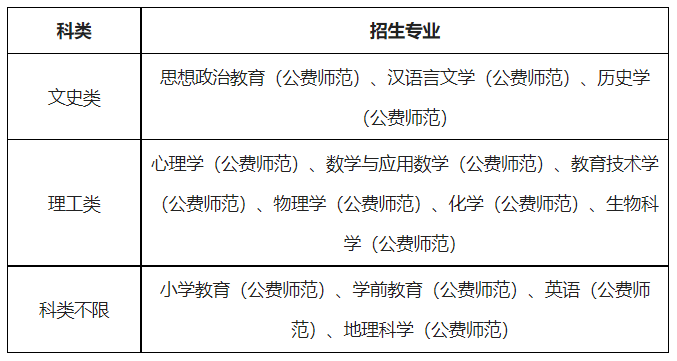 科类
招生专业
文史类
思想政治教育（公费师范）、汉语言文学（公费师范）、历史学
（公费师范）
理工类
心理学（公费师范）、数学与应用数学（公费师范）、教育技术学
（公费师范）、物理学（公费师范）、化学（公费师范）、生物科
学（公费师范）
科类不限
小学教育（公费师范）、学前教育（公费师范）、英语（公费师
范）、地理科学（公费师范）